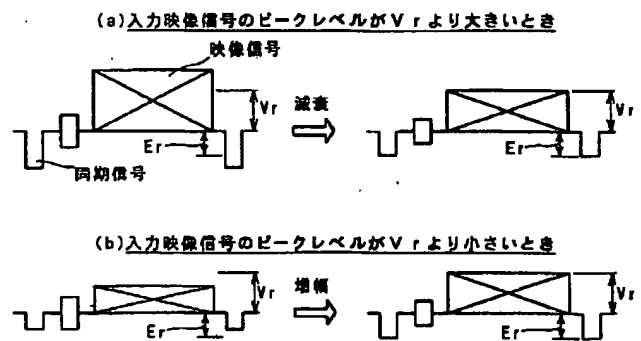 (a)入力映像信号のピークレベルがVrより大きいとき
映像信号
Vr
減衰
Vr
Er
Er
同期信号
(b)入力映像信号のピークレベルがVrより小さいとき
Vr
増幅
Vr
Er
Er